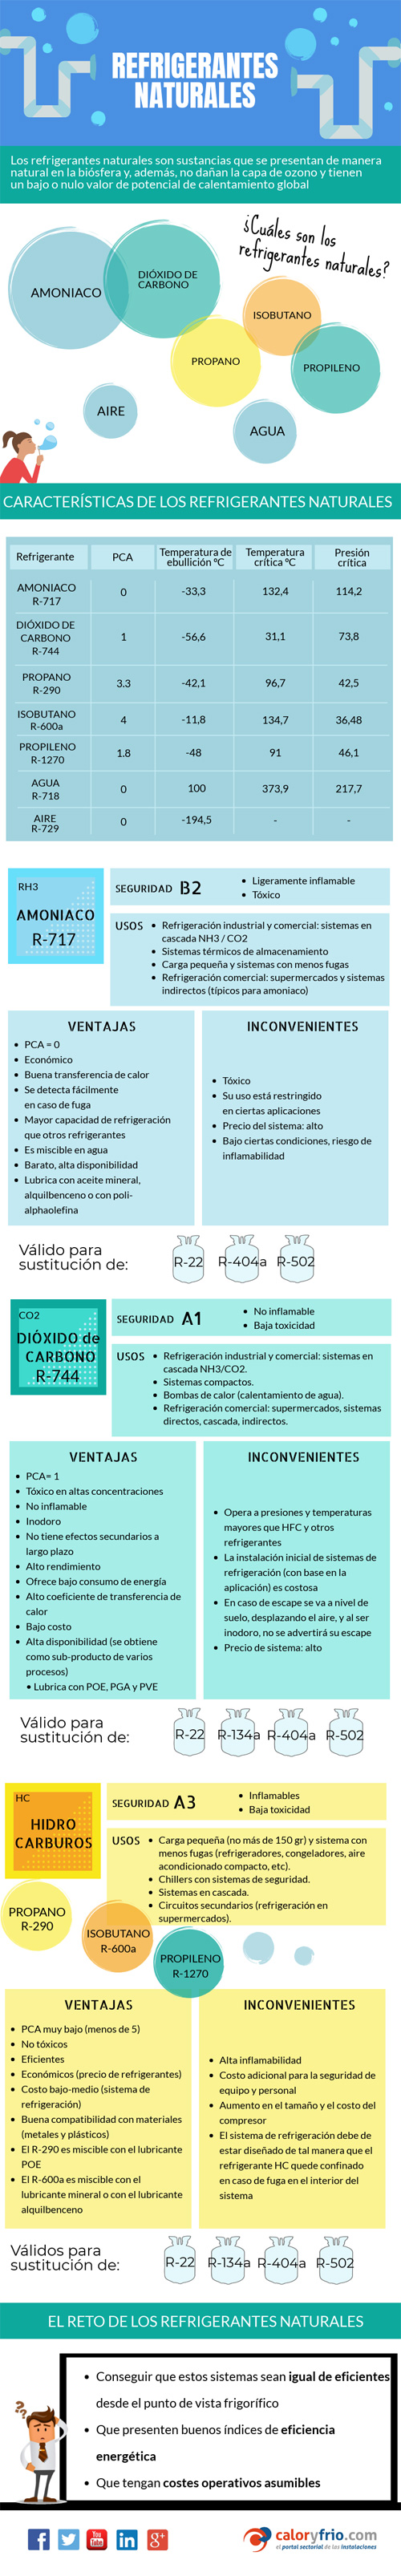 REFRIGERANTES
NATURALES
Los refrigerantes naturales son sustancias que se presentan de manera
natural en la biósfera y, además, no dañan la capa de ozono y tienen
un bajo o nulo valor de potencial de calentamiento global
¿Cuáles son los
refrigerantes naturales?
AMONIACO
DIÓXIDO DE
CARBONO
ISOBUTANO
PROPANO
PROPILENO
AIRE
AGUA
CARACTERÍSTICAS DE LOS REFRIGERANTES NATURALES
Refrigerante PCA Temperatura de ebullición ºC Temperatura crítica ºC Presión crítica
AMONIACO R-717 0 -33,3 132,4 114,2
DIÓXIDO DE CARBONO R-744 1 -56,6 31,1 73,8
PROPANO R-290 3.3 -42,1 96,7 42,5
ISOBUTANO R-600a 4 -11,8 134,7 36,48
PROPILENO R-1270 1.8 -48 91 46,1
AGUA R-718 0 100 373,9 217,7
AIRE R-729 0 -194,5 - -
RH3
AMONIACO
R-717
SEGURIDAD B2
• Ligeramente inflamable
• Tóxico
USOS
• Refrigeración industrial y comercial: sistemas en
cascada NH3 / CO2
• Sistemas térmicos de almacenamiento
• Carga pequeña y sistemas con menos fugas
• Refrigeración comercial: supermercados y sistemas
indirectos (típicos para amoniaco)
VENTAJAS
• PCA = 0
• Económico
• Buena transferencia de calor
• Se detecta fácilmente
en caso de fuga
• Mayor capacidad de refrigeración
que otros refrigerantes
• Es miscible en agua
• Barato, alta disponibilidad
• Lubrica con aceite mineral,
alquilbenceno o con poli-
alphaolefina
INCONVENIENTES
• Tóxico
• Su uso está restringido
en ciertas aplicaciones
• Precio del sistema: alto
• Bajo ciertas condiciones, riesgo de
inflamabilidad
Válido para
sustitución de:
R-22 R-404a R-502
CO2
DIÓXIDO de
CARBONO
R-744
SEGURIDAD A1
• No inflamable
• Baja toxicidad
USOS
• Refrigeración industrial y comercial: sistemas en
cascada NH3/CO2.
• Sistemas compactos.
• Bombas de calor (calentamiento de agua).
• Refrigeración comercial: supermercados, sistemas
directos, cascada, indirectos.
VENTAJAS
• PCA= 1
• Tóxico en altas concentraciones
• No inflamable
• Inodoro
• No tiene efectos secundarios a
largo plazo
• Alto rendimiento
• Ofrece bajo consumo de energía
• Alto coeficiente de transferencia de
calor
• Bajo costo
• Alta disponibilidad (se obtiene
como sub-producto de varios
procesos)
• Lubrica con POE, PGA y PVE
INCONVENIENTES
• Opera a presiones y temperaturas
mayores que HFC y otros
refrigerantes
• La instalación inicial de sistemas de
refrigeración (con base en la
aplicación) es costosa
• En caso de escape se va a nivel de
suelo, desplazando el aire, y al ser
inodoro, no se advertirá su escape
• Precio de sistema: alto
Válido para
sustitución de:
R-22 R-134a R-404a R-502
HC
HIDRO
CARBUROS
SEGURIDAD A3
• Inflamables
• Baja toxicidad
USOS
• Carga pequeña (no más de 150 gr) y sistema con
menos fugas (refrigeradores, congeladores, aire
acondicionado compacto, etc).
• Chillers con sistemas de seguridad.
• Sistemas en cascada.
• Circuitos secundarios (refrigeración en
supermercados).
PROPANO
R-290
ISOBUTANO
R-600a
PROPILENO
R-1270
VENTAJAS
• PCA muy bajo (menos de 5)
• No tóxicos
• Eficientes
• Económicos (precio de refrigerantes)
• Costo bajo-medio (sistema de
refrigeración)
• Buena compatibilidad con materiales
(metales y plásticos)
• El R-290 es miscible con el lubricante
POE
• El R-600a es miscible con el
lubricante mineral o con el lubricante
alquilbenceno
INCONVENIENTES
• Alta inflamabilidad
• Costo adicional para la seguridad de
equipo y personal
• Aumento en el tamaño y el costo del
compresor
• El sistema de refrigeración debe de
estar diseñado de tal manera que el
refrigerante HC quede confinado
en caso de fuga en el interior del
sistema
Válidos para
sustitución de:
R-22 R-134a R-404a R-502
EL RETO DE LOS REFRIGERANTES NATURALES
• Conseguir que estos sistemas sean igual de eficientes
desde el punto de vista frigorífico
• Que presenten buenos índices de eficiencia
energética
• Que tengan costes operativos asumibles
You Tube
caloryfrio.com
el portal sectorial de las instalaciones